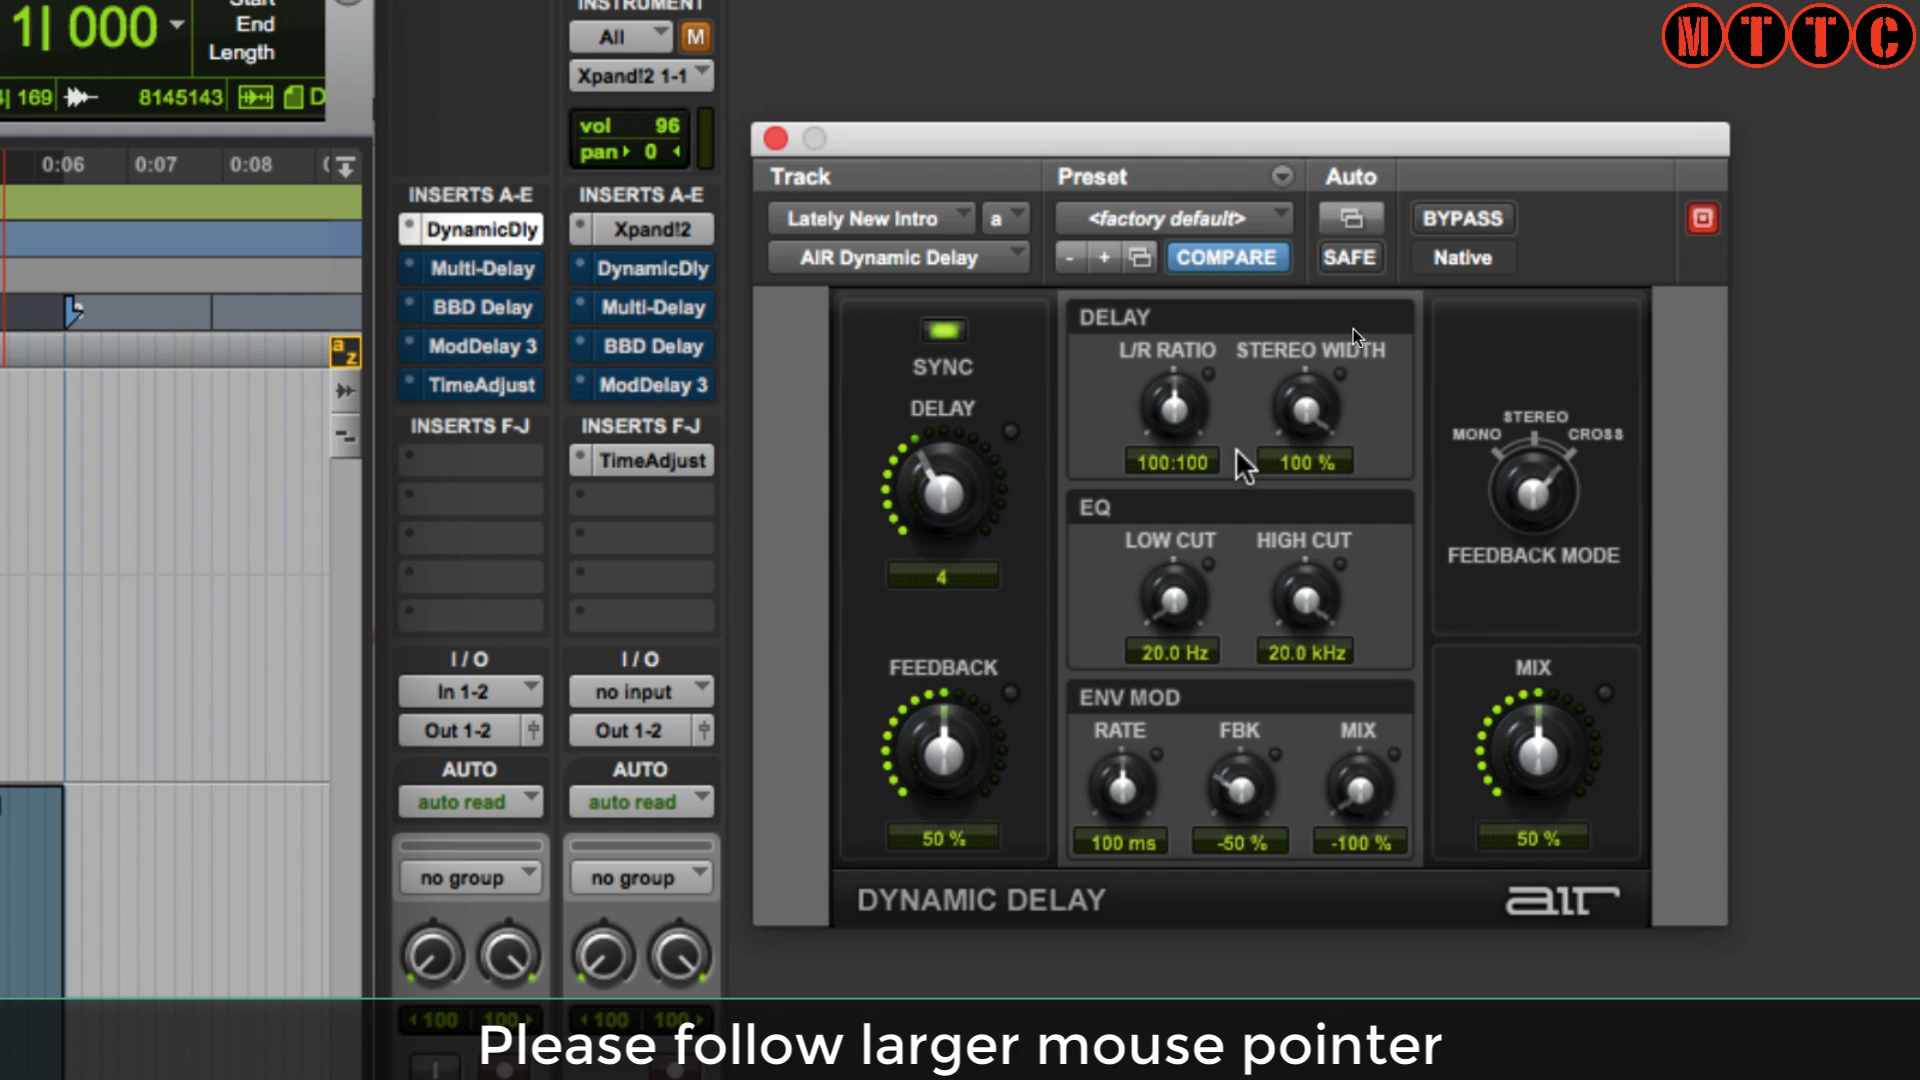 1| 000
Start
End
Length
169
8145143
D
0:06
0:07
0:08
a
z
INSERTS A-E
DynamicDly
Multi-Delay
BBD Delay
ModDelay 3
TimeAdjust
INSERTS F-J
I / O
In 1-2
Out 1-2
AUTO
auto read
no group
100
100
INSTRUMENT
All
M
Xpand!2 1-1
vol 96
pan 0
INSERTS A-E
Xpand!2
DynamicDly
Multi-Delay
BBD Delay
ModDelay 3
INSERTS F-J
TimeAdjust
I / O
no input
Out 1-2
AUTO
auto read
no group
100
100
MTTC
Track
Preset
Auto
Lately New Intro
a
<factory default>
BYPASS
AIR Dynamic Delay
-
+
COMPARE
SAFE
Native
SYNC
DELAY
4
FEEDBACK
50 %
DELAY
L/R RATIO
STEREO WIDTH
100:100
100 %
EQ
LOW CUT
HIGH CUT
20.0 Hz
20.0 kHz
ENV MOD
RATE
FBK
MIX
100 ms
-50 %
-100 %
STEREO
MONO
CROSS
FEEDBACK MODE
MIX
50 %
DYNAMIC DELAY
air
Please follow larger mouse pointer